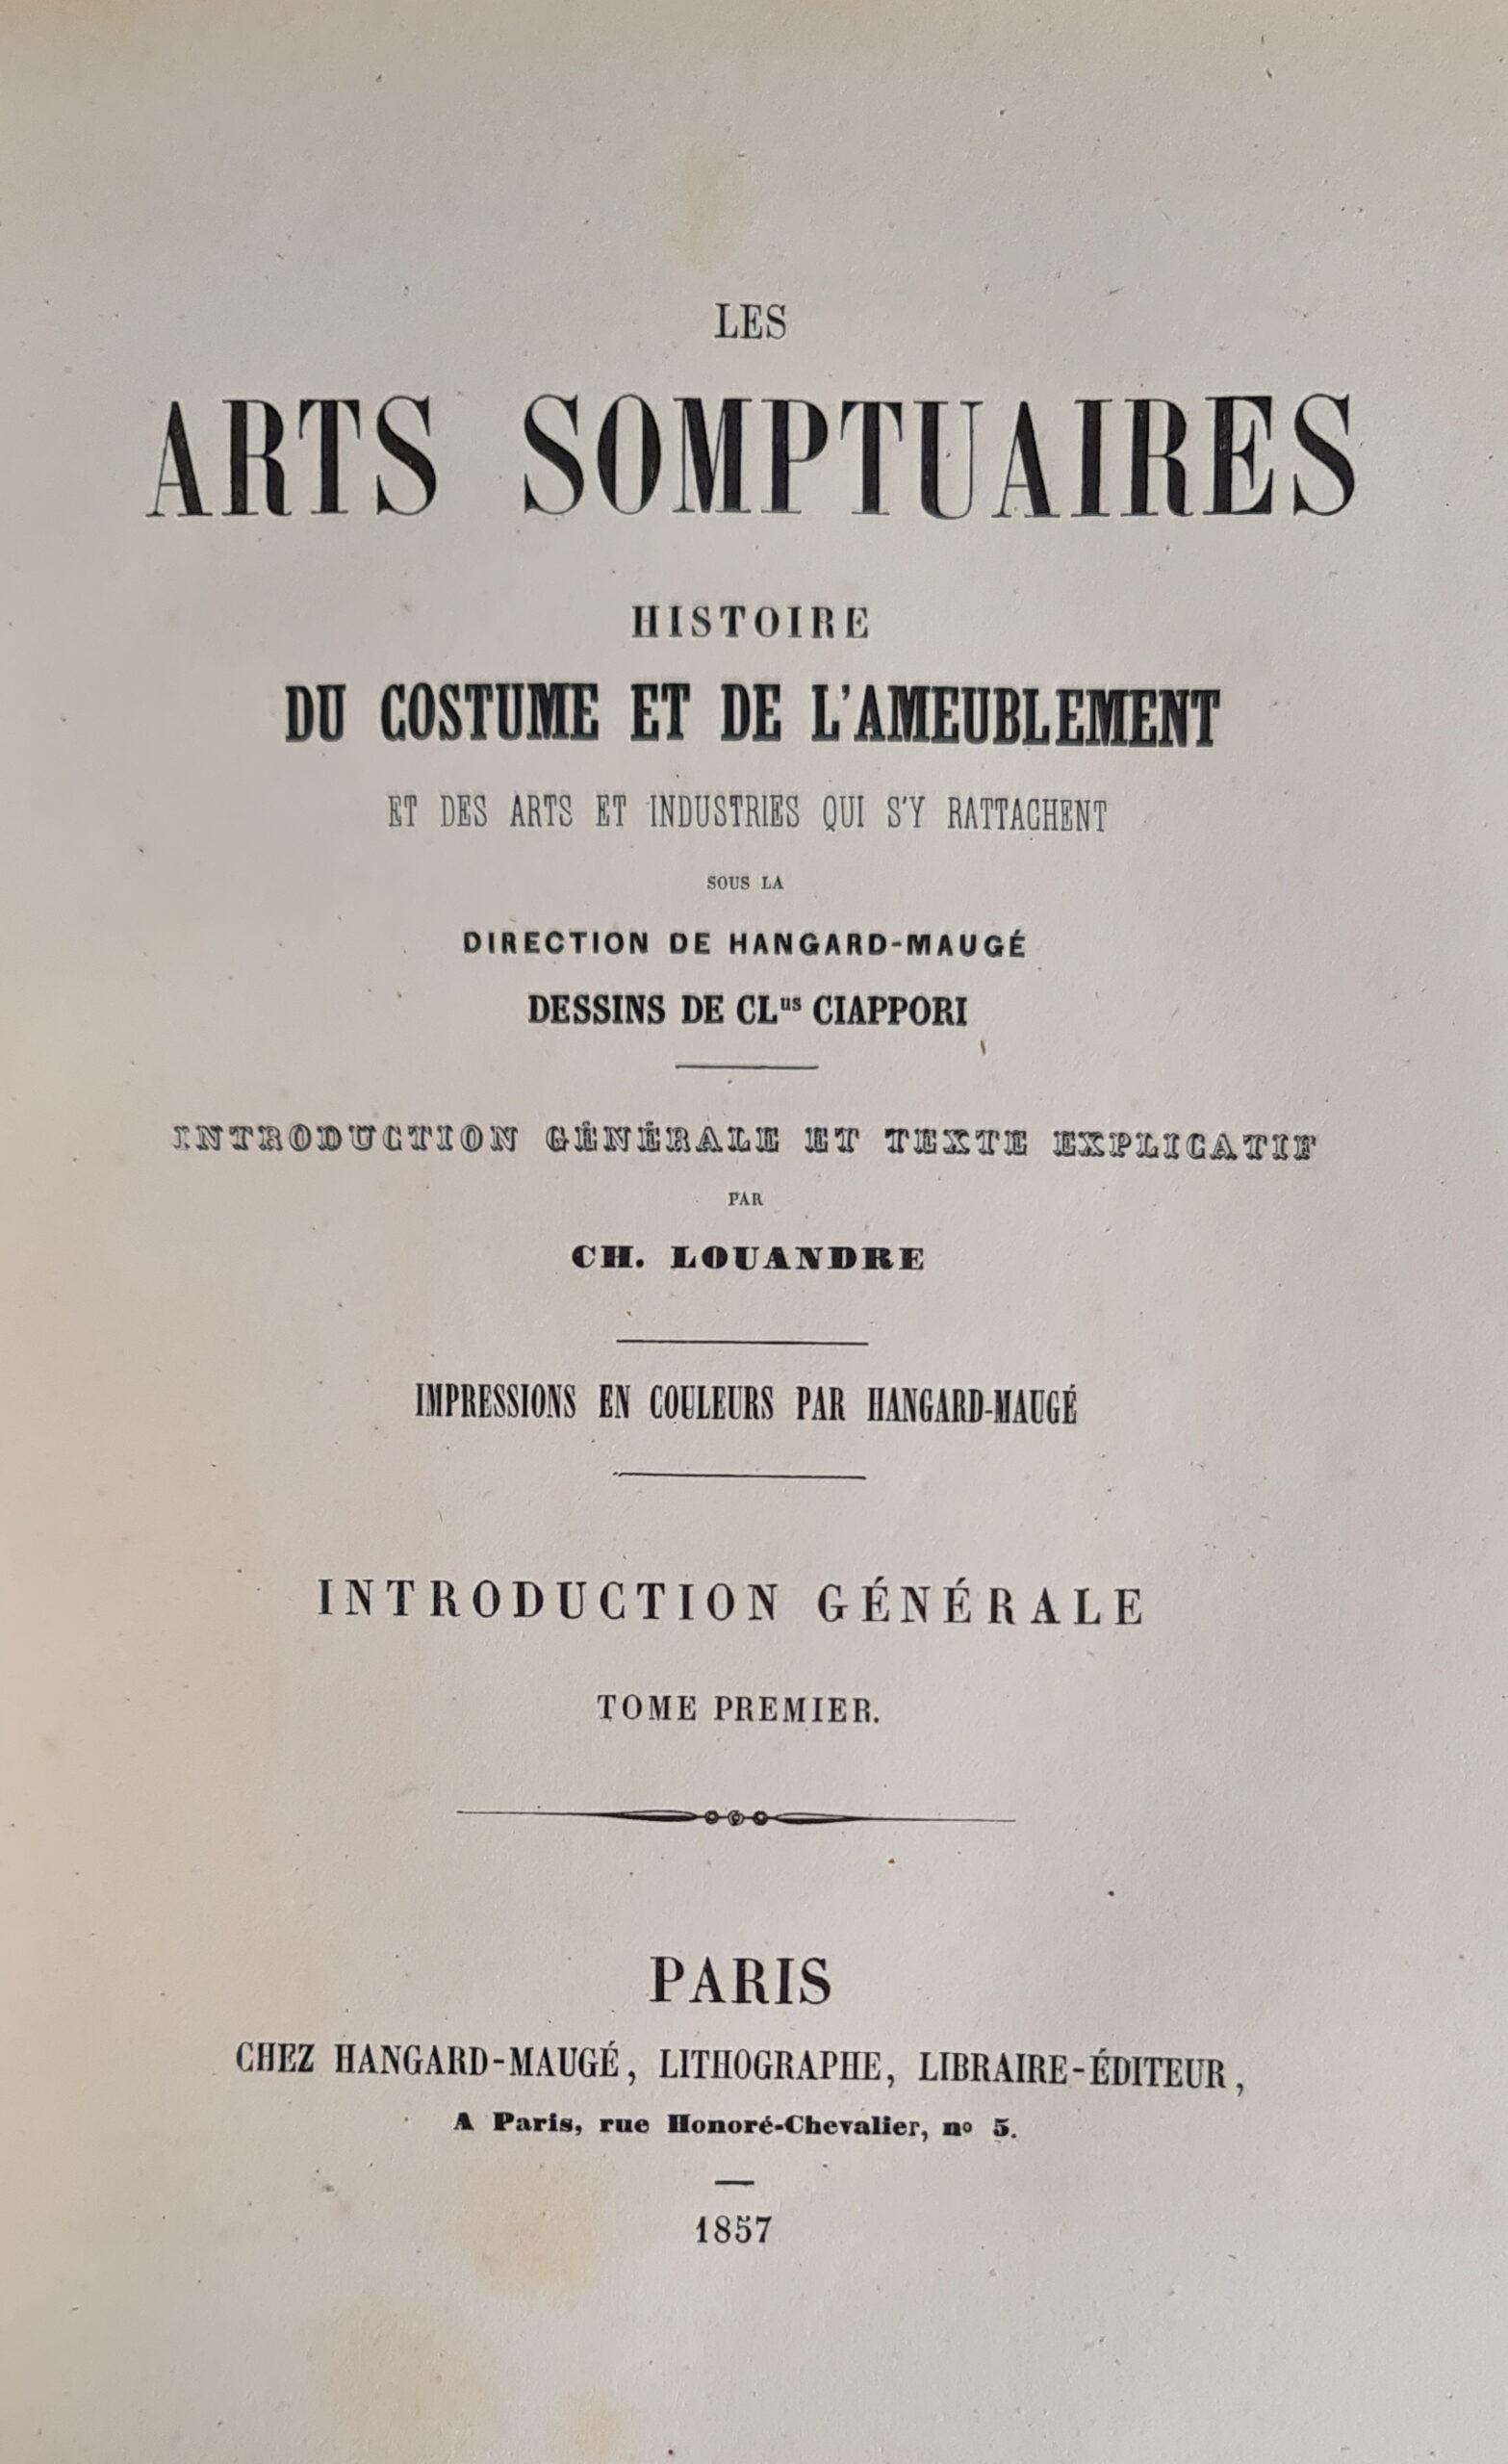 LES
ARTS SOMPTUAIRES
HISTOIRE
DU COSTUME ET DE L'AMEUBLEMENT
ET DES ARTS ET INDUSTRIES QUI S'Y RATTACHENT
SOUS LA
DIRECTION DE HANGARD-MAUGÉ
DESSINS DE CLus CIAPPORI
INTRODUCTION GÉNÉRALE ET TEXTE EXPLICATIF
PAR
CH. LOUANDRE
IMPRESSIONS EN COULEURS PAR HANGARD-MAUGÉ
INTRODUCTION GÉNÉRALE
TOME PREMIER.
PARIS
CHEZ HANGARD-MAUGÉ, LITHOGRAPHE, LIBRAIRE-ÉDITEUR,
A Paris, rue Honoré-Chevalier, no 5.
1857